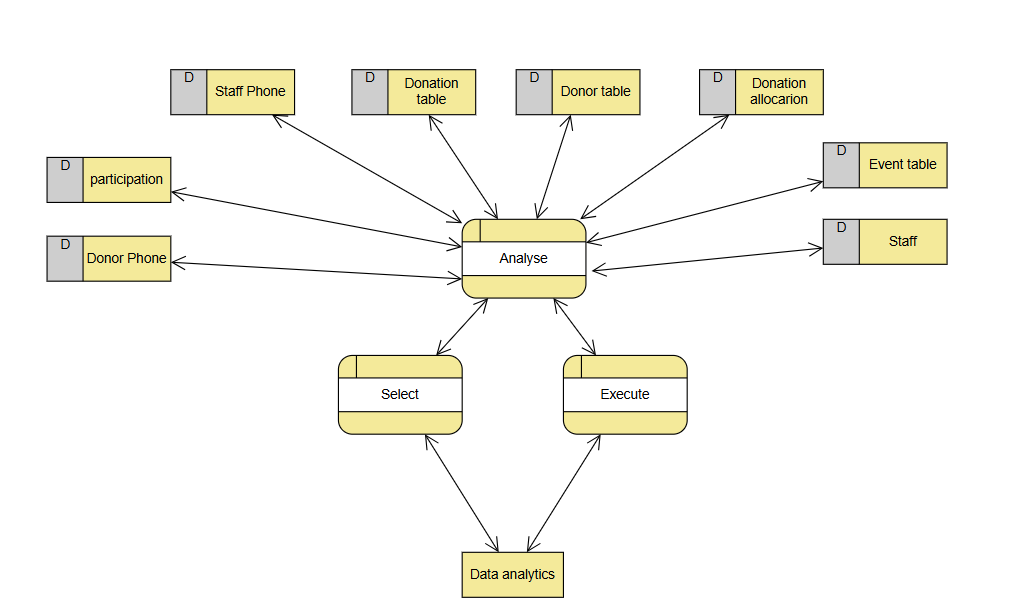 D
Staff Phone
D
Donation
table
D
Donor table
D
Donation
allocarion
D
participation
D
Event table
D
Donor Phone
D
Staff
Analyse
Select
Execute
Data analytics